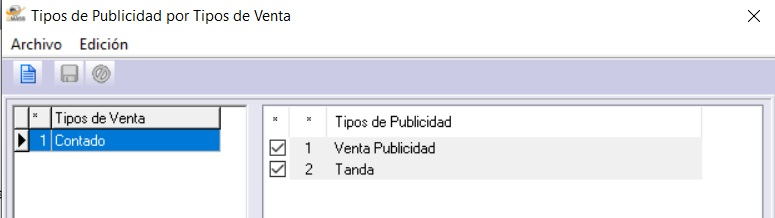 Tipos de Publicidad por Tipos de Venta
Archivo Edición
* Tipos de Venta
1 Contado
* * Tipos de Publicidad
1 Venta Publicidad
2 Tanda